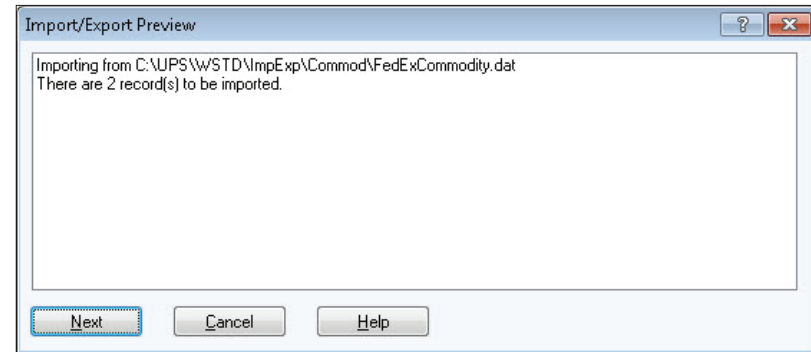 Import/Export Preview
Importing from C:\UPS\WSTD\ImpExp\Commod\FedExCommodity.dat
There are 2 record(s) to be imported.
Next Cancel Help